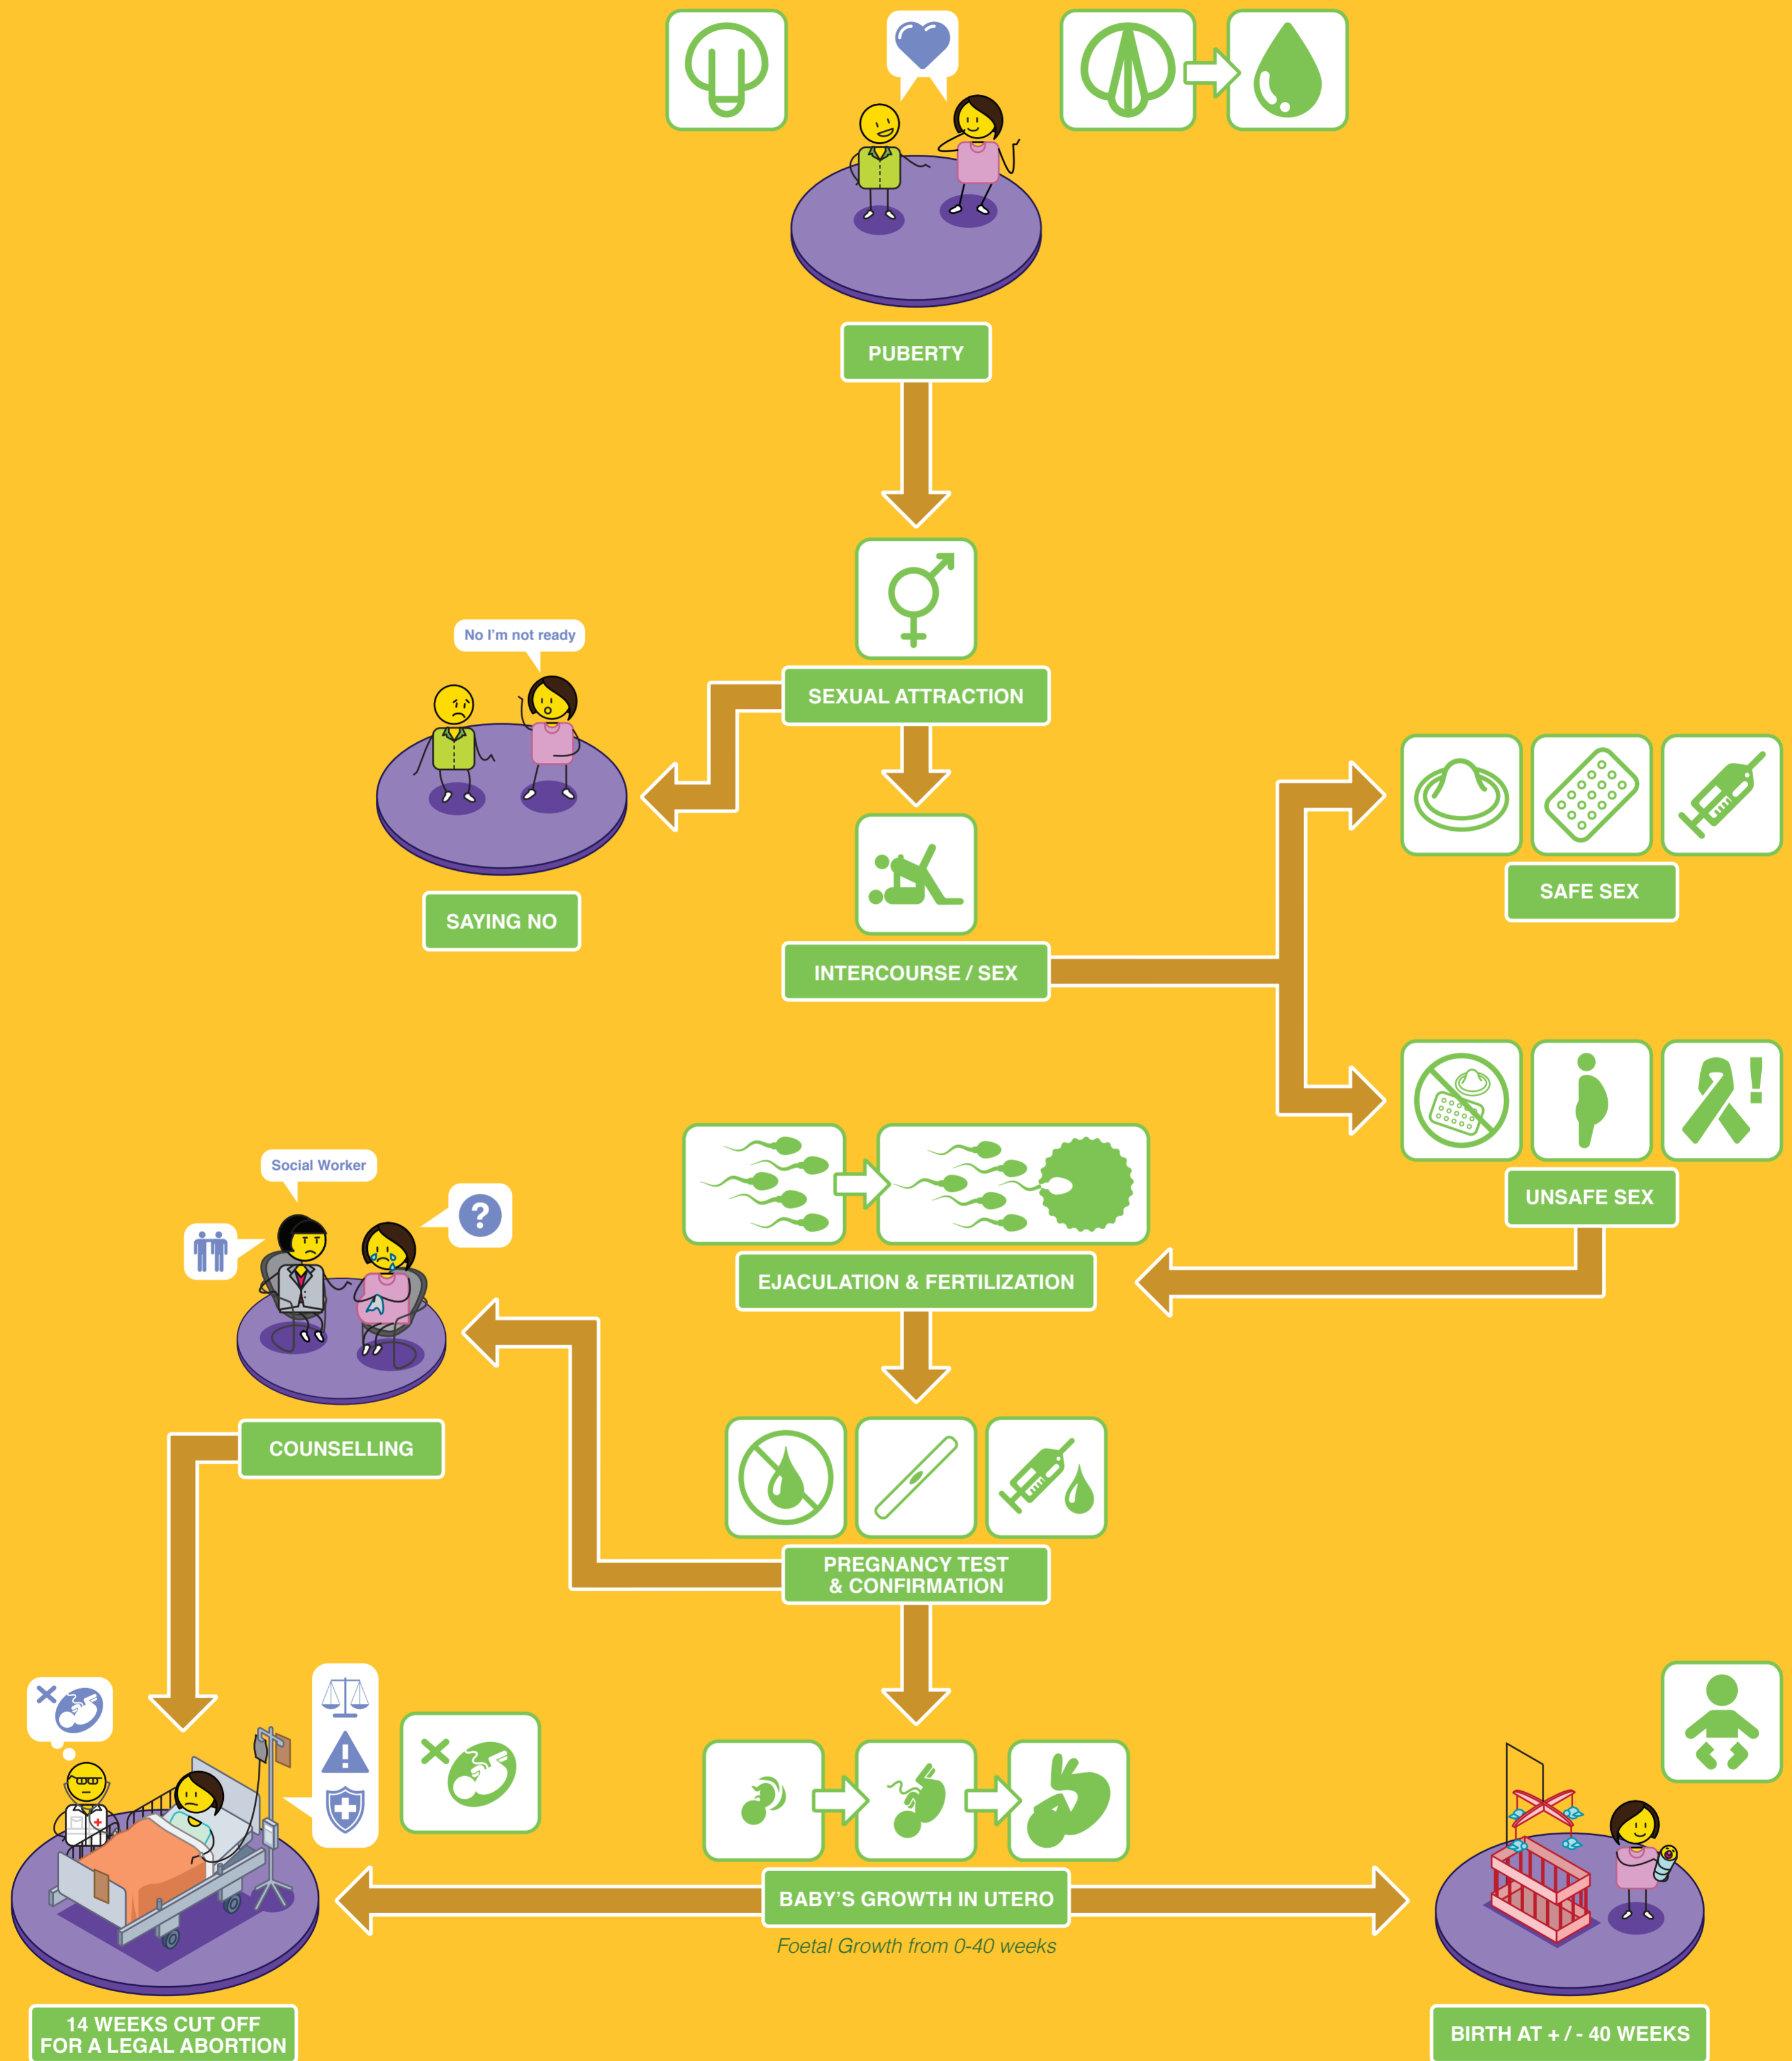 PUBERTY
No I'm not ready
SEXUAL ATTRACTION
SAYING NO
SAFE SEX
INTERCOURSE / SEX
Social Worker
UNSAFE SEX
EJACULATION & FERTILIZATION
COUNSELLING
PREGNANCY TEST
& CONFIRMATION
BABY'S GROWTH IN UTERO
Foetal Growth from 0-40 weeks
14 WEEKS CUT OFF
FOR A LEGAL ABORTION
BIRTH AT + / - 40 WEEKS